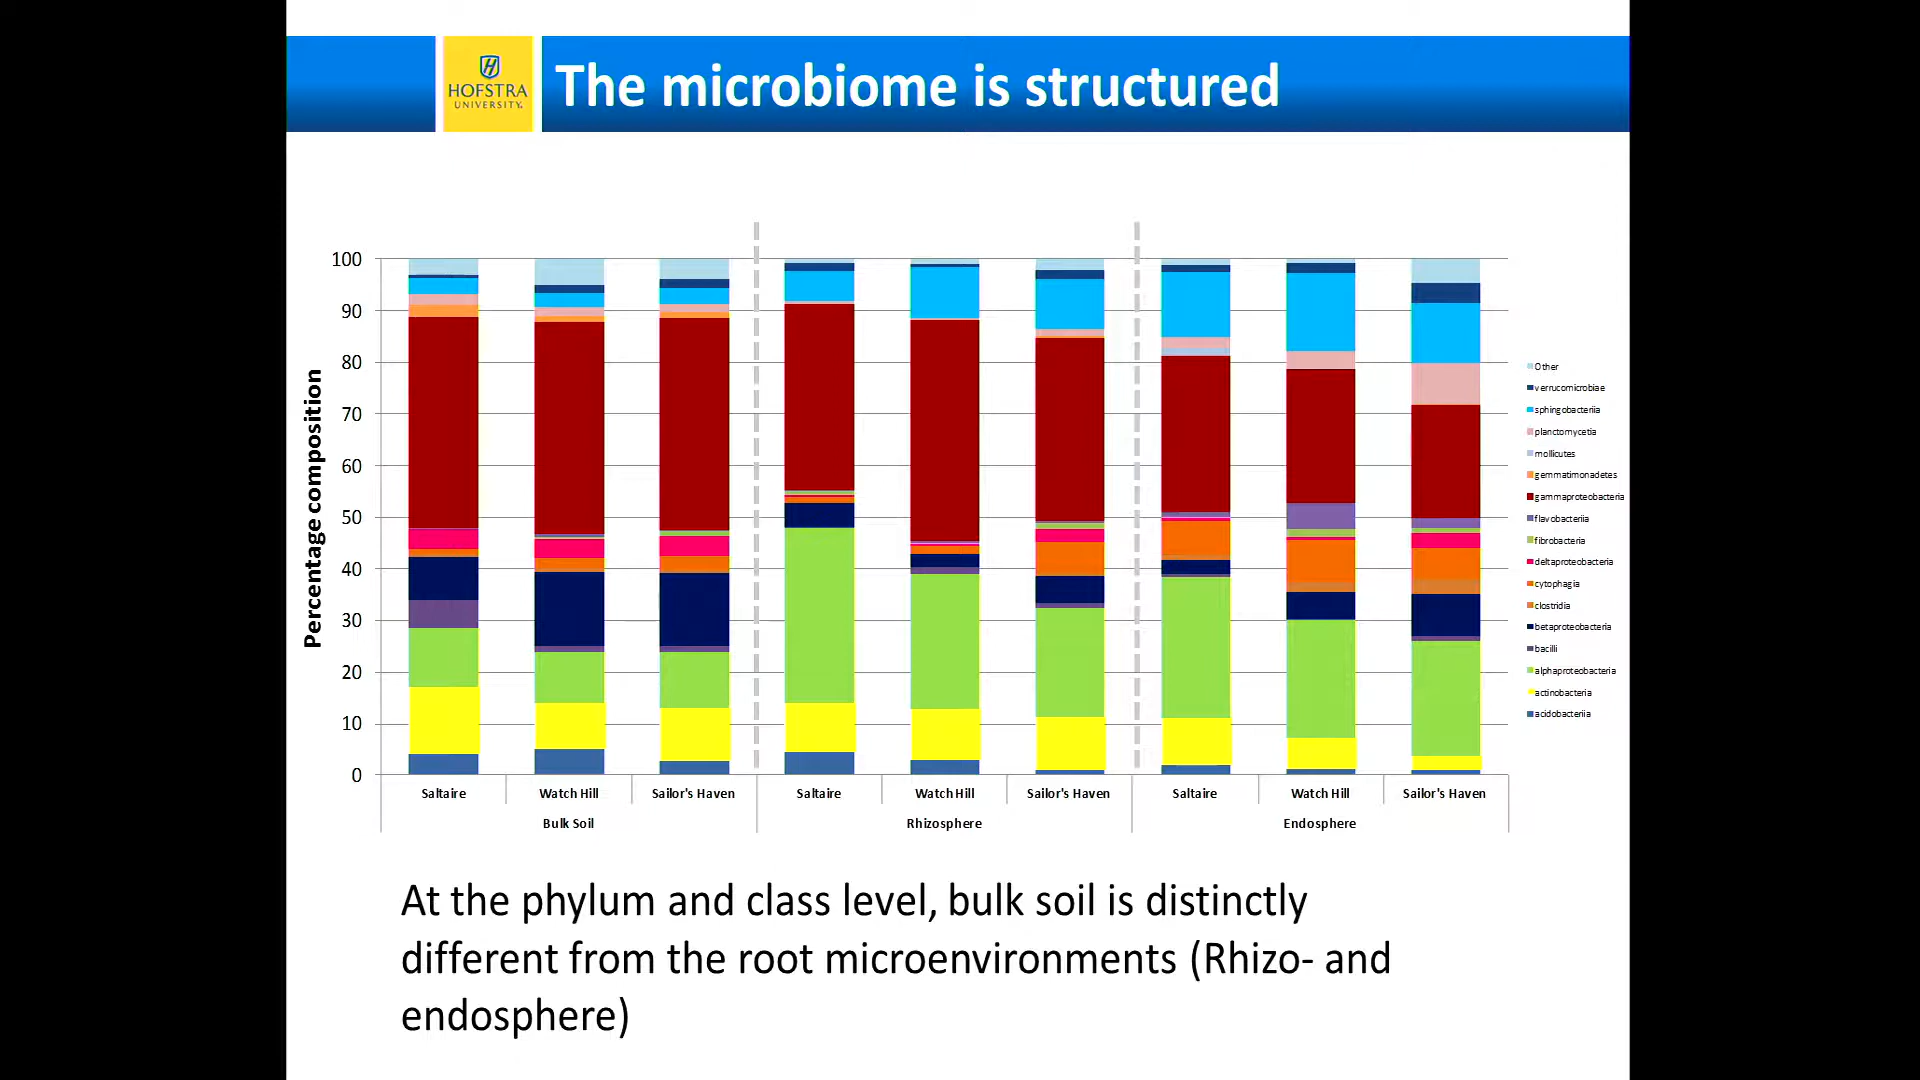 HOFSTRA
UNIVERSITY.
The microbiome is structured
Percentage composition
100
90
80
70
60
50
40
30
20
10
0
Saltaire
Watch Hill
Sailor's Haven
Saltaire
Watch Hill
Sailor's Haven
Saltaire
Watch Hill
Sailor's Haven
Bulk Soil
Rhizosphere
Endosphere
Other
verrucomicrobiae
sphingobacteriia
planctomycetia
mollicutes
gemmatimonadetes
gammaproteobacteria
flavobacteriia
fibrobacteria
deltaproteobacteria
cytophagia
clostridia
betaproteobacteria
bacilli
alphaproteobacteria
actinobacteria
acidobacteriia
At the phylum and class level, bulk soil is distinctly
different from the root microenvironments (Rhizo- and
endosphere)